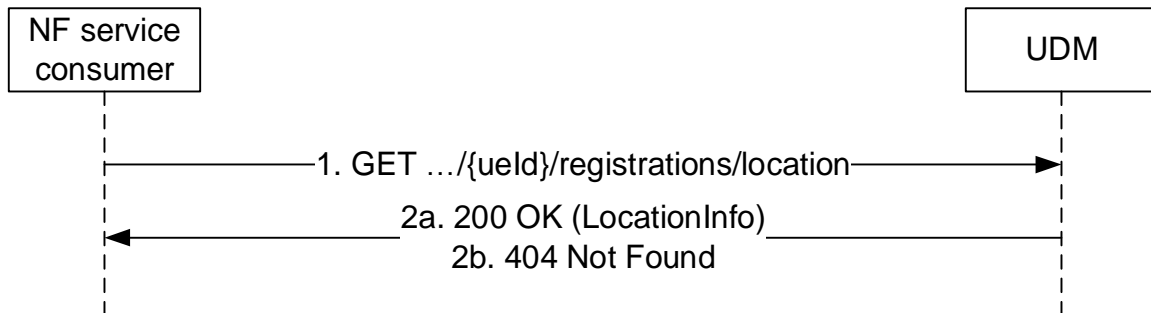 NF service
consumer
UDM
1. GET …/{ueId}/registrations/location
2a. 200 OK (LocationInfo)
2b. 404 Not Found